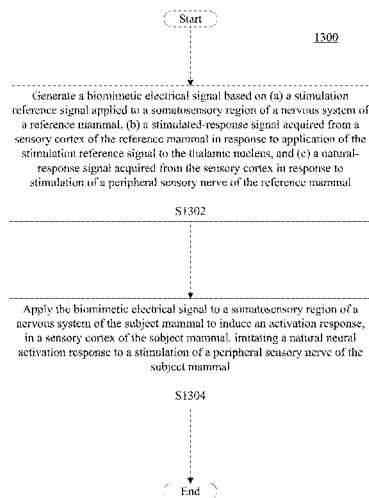 Start
1300
Generate a biomimetic electrical signal based on (a) a stimulation
reference signal applied to a somatosensory region of a nervous system of
a reference mammal, (b) a stimulated-response signal acquired from a
sensory cortex of the reference mammal in response to application of
the stimulation reference signal to the thalamic nucleus, and (c) a natural-
response signal acquired from the sensory cortex in response to
stimulation of a peripheral sensory nerve of the reference mammal
S1302
Apply the biomimetic electrical signal to a somatosensory region of a
nervous system of the subject mammal to induce an activation response,
in a sensory cortex of the subject mammal, imitating a natural neural
activation response to a stimulation of a peripheral sensory nerve of the
subject mammal
S1304
End